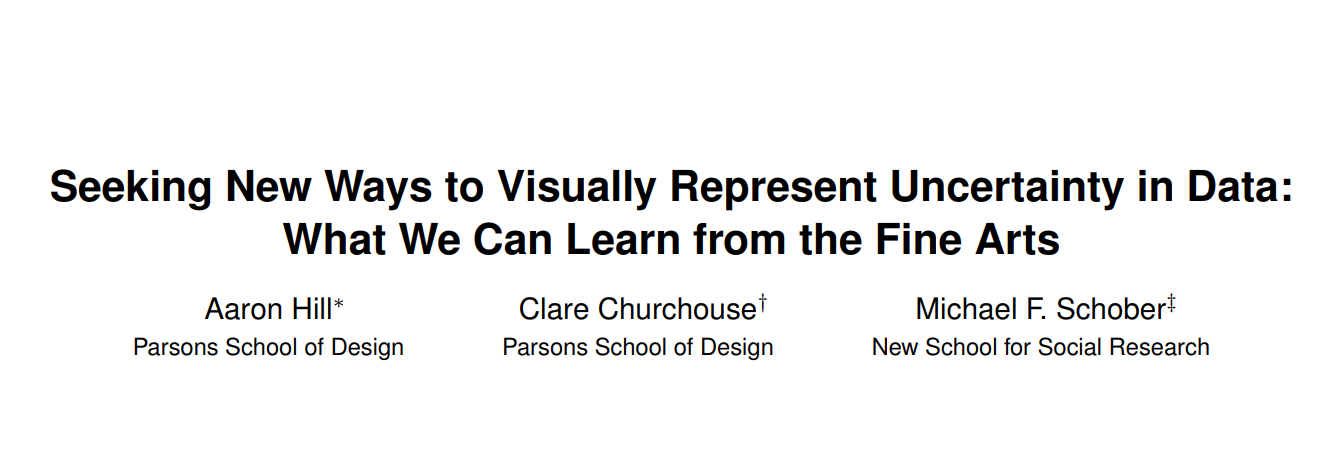 Seeking New Ways to Visually Represent Uncertainty in Data:
What We Can Learn from the Fine Arts
Aaron Hill* Clare Churchouse† Michael F. Schober‡
Parsons School of Design Parsons School of Design New School for Social Research